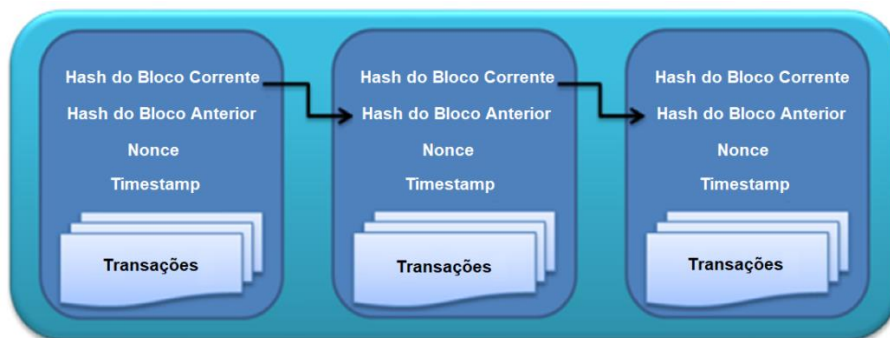 Hash do Bloco Corrente
Hash do Bloco Anterior
Nonce
Timestamp
Transações
Hash do Bloco Corrente
Hash do Bloco Anterior
Nonce
Timestamp
Transações
Hash do Bloco Corrente
Hash do Bloco Anterior
Nonce
Timestamp
Transações